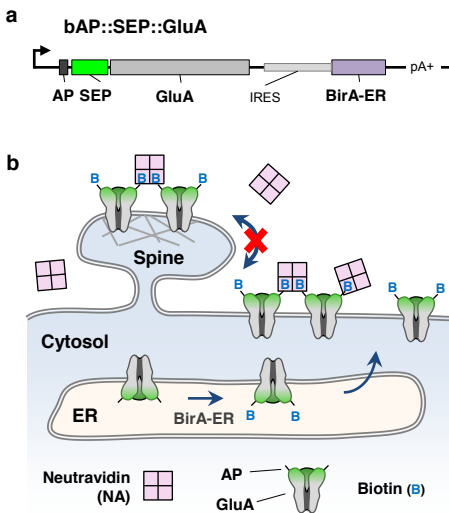 a
bAP::SEP::GluA
pA+
AP SEP
GluA
IRES
BirA-ER
b
B B B B
Spine
B B B B B B
Cytosol
ER
BirA-ER
B B
Neutravidin
(NA)
AP
GluA
Biotin (B)